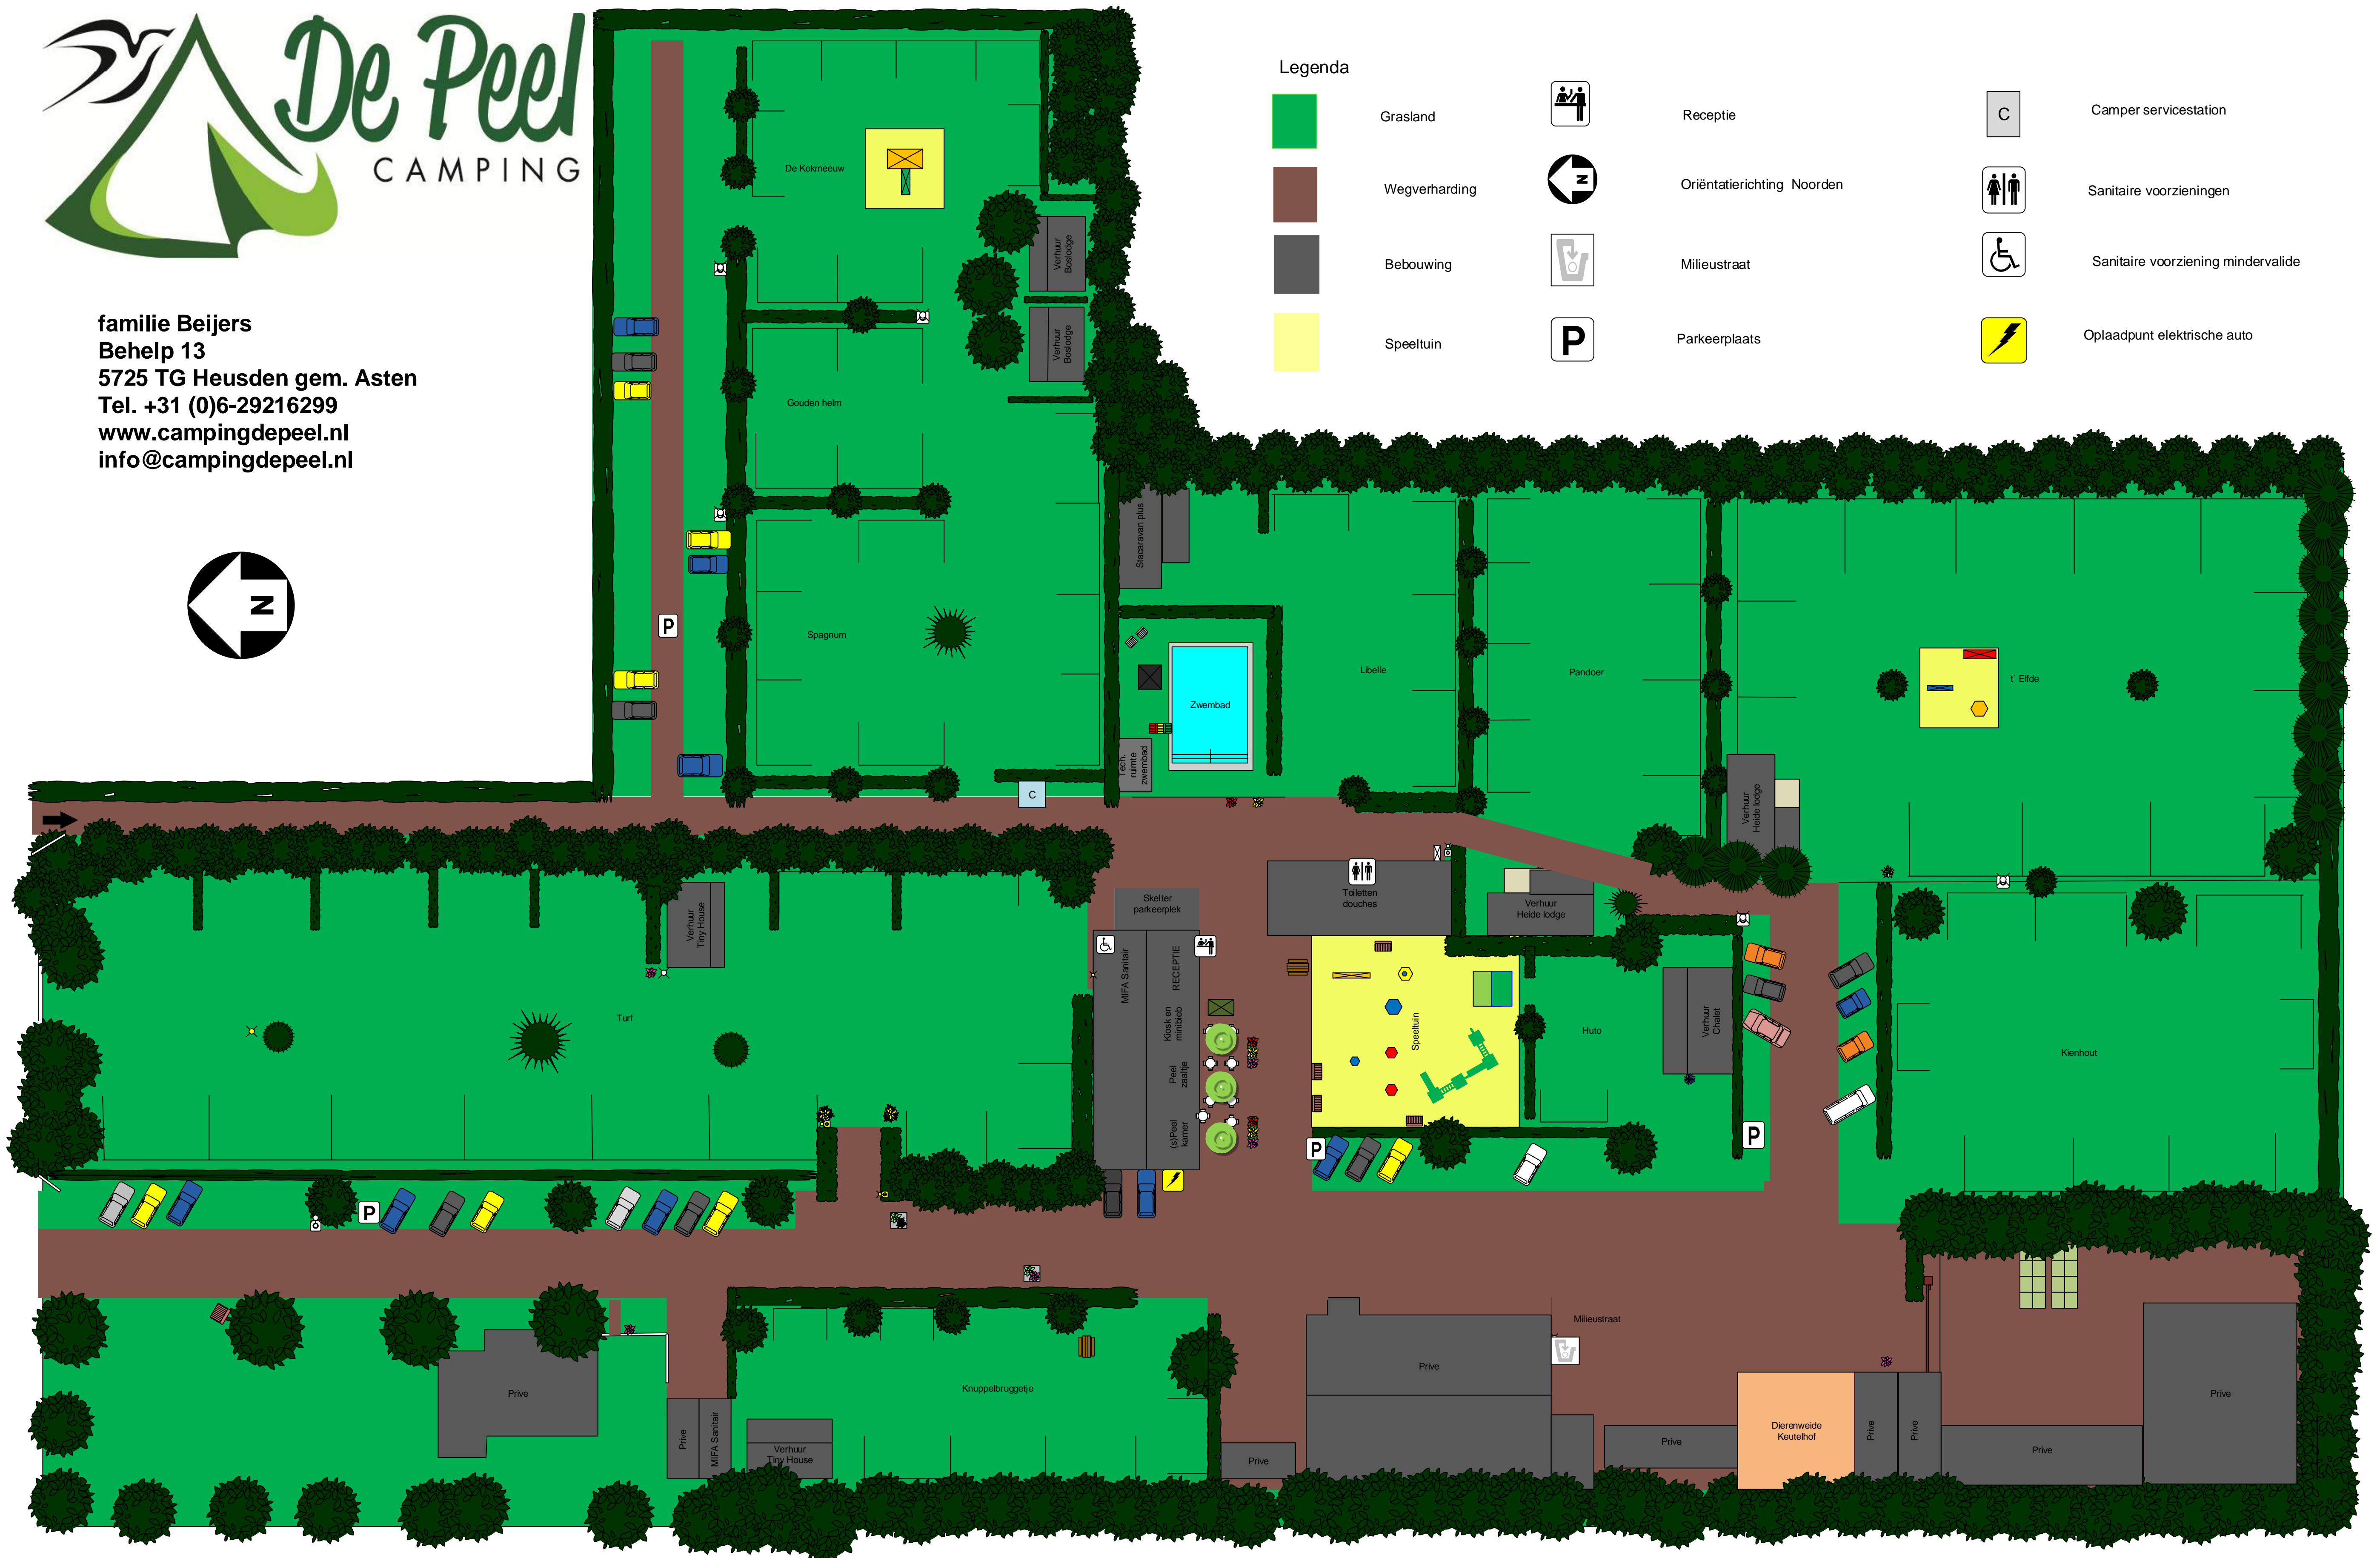 De Peel
CAMPING
familie Beijers
Behelp 13
5725 TG Heusden gem. Asten
Tel. +31 (0)6-29216299
www.campingdepeel.nl
info@campingdepeel.nl
N
Legenda
Grasland
Wegverharding
Bebouwing
Speeltuin
Receptie
N
Oriëntatierichting Noorden
Milieustraat
P
Parkeerplaats
C
Camper servicestation
Sanitaire voorzieningen
Sanitaire voorziening mindervalide
Oplaadpunt elektrische auto
De Kokmeeuw
Verhuur
Boslodge
Verhuur
Boslodge
Gouden helm
Spagnum
P
C
Stacaravan plus
Zwembad
Tech.
ruimte
zwembad
Libelle
Pandoer
t' Elfde
Verhuur
Heide lodge
Verhuur
Tiny House
Turf
Skelter
parkeerplek
MIFA Sanitair
RECEPTIE
Kiosk en
minibieb
Peel
zaaltje
(s)Peel
kamer
Toiletten
douches
Verhuur
Heide lodge
Speeltuin
Huto
Verhuur
Chalet
Kienhout
P
P
P
Prive
Prive
MIFA Sanitair
Verhuur
Tiny House
Knuppelbruggetje
Prive
Prive
Milieustraat
Prive
Dierenweide
Keutelhof
Prive
Prive
Prive
Prive